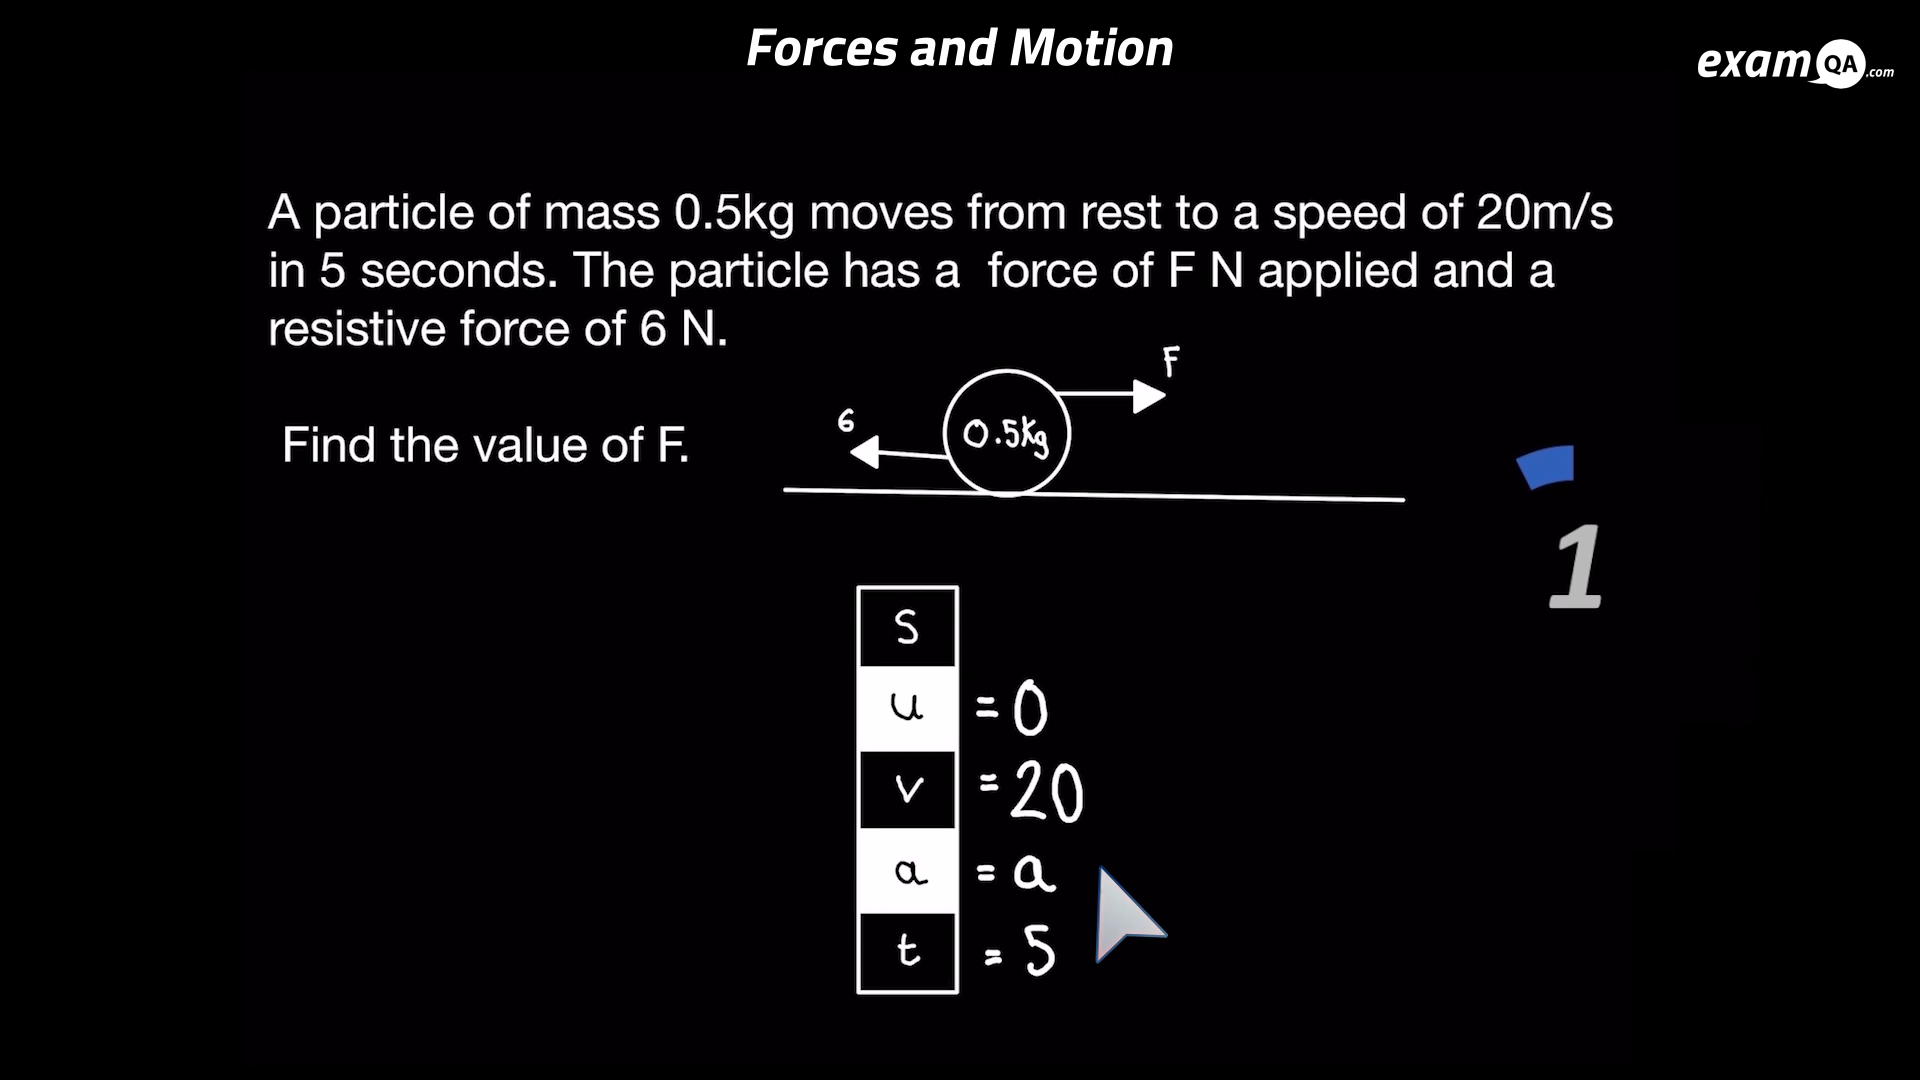 Forces and Motion
examQA.com
A particle of mass 0.5kg moves from rest to a speed of 20m/s
in 5 seconds. The particle has a force of F N applied and a
resistive force of 6 N.
F
6
0.5kg
Find the value of F.
1
s
u = 0
v = 20
a = a
t = 5